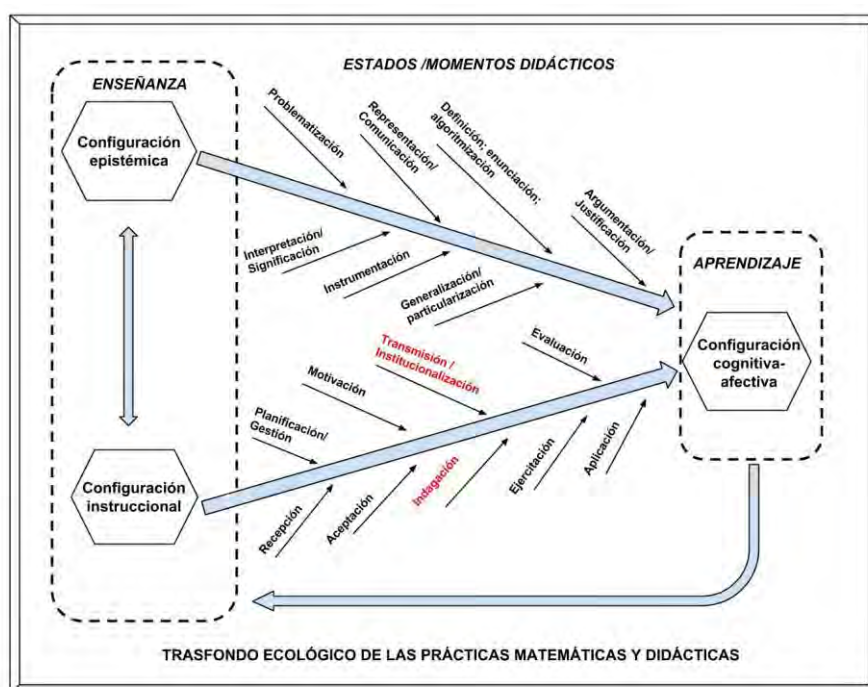 ESTADOS /MOMENTOS DIDÁCTICOS
ENSEÑANZA
Configuración
epistémica
Problematización
Representación/
Comunicación
Definición: enunciación;
algoritmización
Argumentación/
Justificación
Interpretación/
Significación
Instrumentación
Generalización/
particularización
APRENDIZAJE
Configuración
cognitiva-
afectiva
Planificación/
Gestión
Motivación
Transmisión /
Institucionalización
Evaluación
Configuración
instruccional
Recepción
Aceptación
Indagación
Ejercitación
Aplicación
TRASFONDO ECOLÓGICO DE LAS PRÁCTICAS MATEMÁTICAS Y DIDÁCTICAS